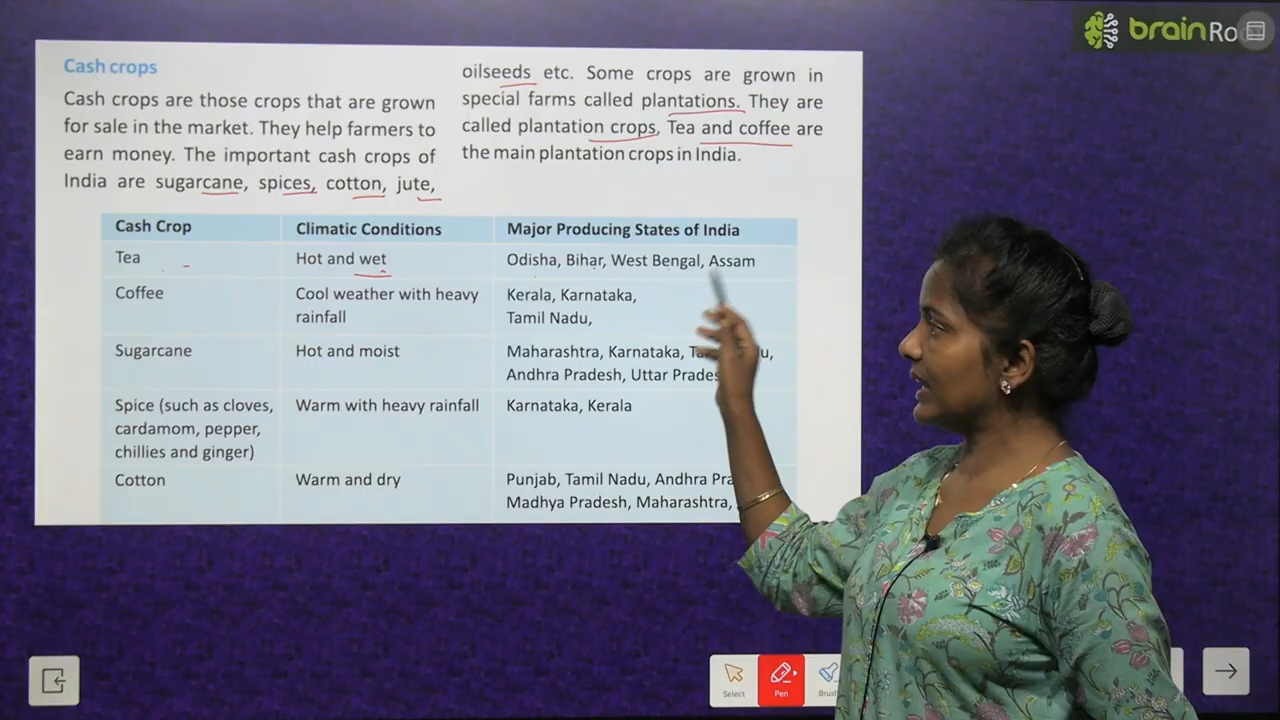 brainRo
Cash crops
Cash crops are those crops that are grown
for sale in the market. They help farmers to
earn money. The important cash crops of
India are sugarcane, spices, cotton, jute,
oilseeds etc. Some crops are grown in
special farms called plantations. They are
called plantation crops. Tea and coffee are
the main plantation crops in India.
Cash Crop Climatic Conditions Major Producing States of India
Tea Hot and wet Odisha, Bihar, West Bengal, Assam
Coffee Cool weather with heavy Kerala, Karnataka,
rainfall Tamil Nadu,
Sugarcane Hot and moist Maharashtra, Karnataka,
Andhra Pradesh, Uttar Prades
Spice (such as cloves, Warm with heavy rainfall Karnataka, Kerala
cardamom, pepper,
chillies and ginger)
Cotton Warm and dry Punjab, Tamil Nadu, Andhra Pra
Madhya Pradesh, Maharashtra,
Select Pen Brush